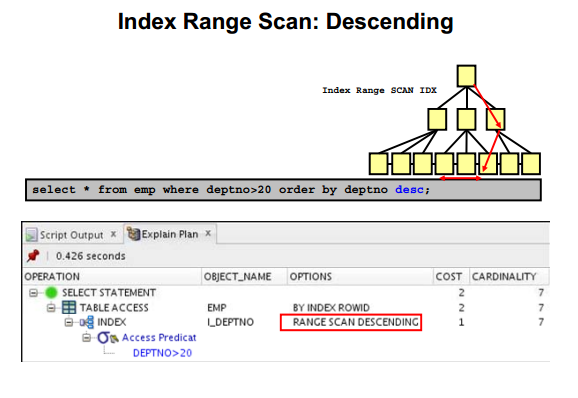 Index Range Scan: Descending
Index Range SCAN IDX
select * from emp where deptno>20 order by deptno desc;
Script Output x Explain Plan x
0.426 seconds
OPERATION OBJECT_NAME OPTIONS COST CARDINALITY
SELECT STATEMENT 2 7
TABLE ACCESS EMP BY INDEX ROWID 2 7
INDEX I_DEPTNO RANGE SCAN DESCENDING 1 7
Access Predicat
DEPTNO>20